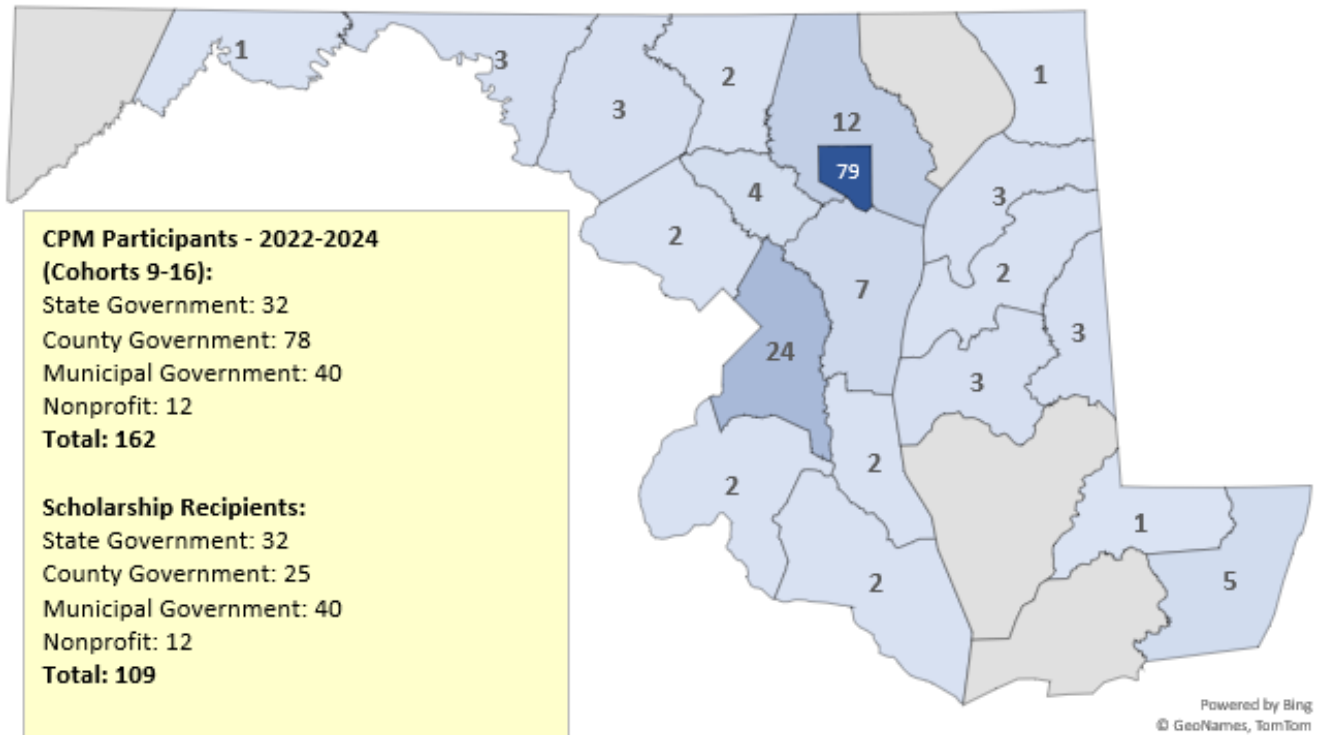 1
3
3
2
12
1
79
4
3
2
2
7
3
24
3
2
2
1
2
5
CPM Participants - 2022-2024
(Cohorts 9-16):
State Government: 32
County Government: 78
Municipal Government: 40
Nonprofit: 12
Total: 162
Scholarship Recipients:
State Government: 32
County Government: 25
Municipal Government: 40
Nonprofit: 12
Total: 109
Powered by Bing
© GeoNames, TomTom